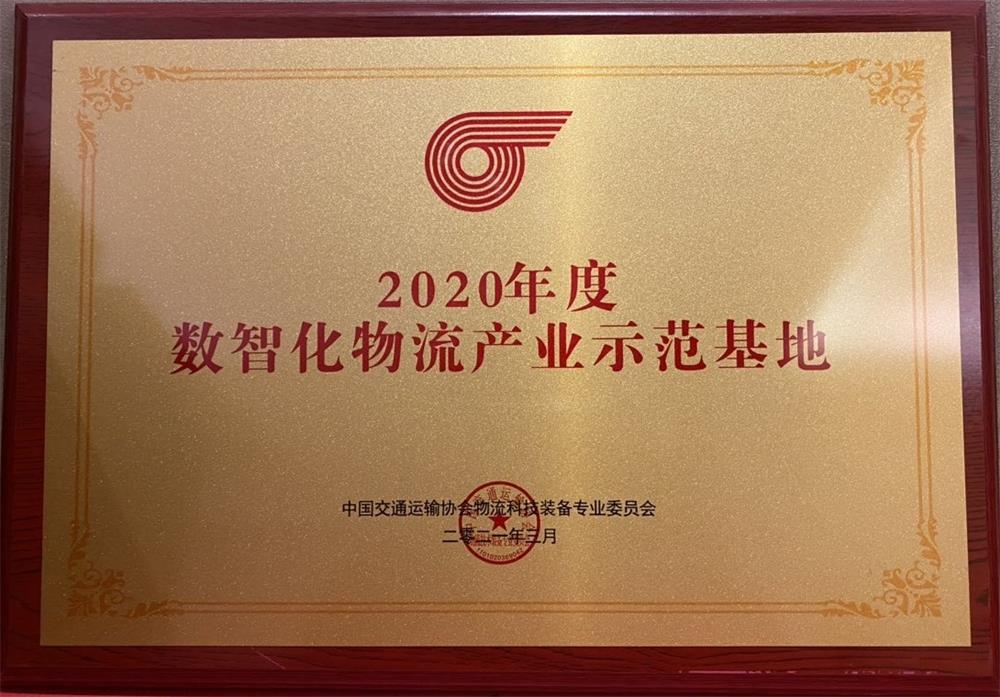 2020年度
数智化物流产业示范基地
中国交通运输协会物流科技装备专业委员会
二零二一年三月